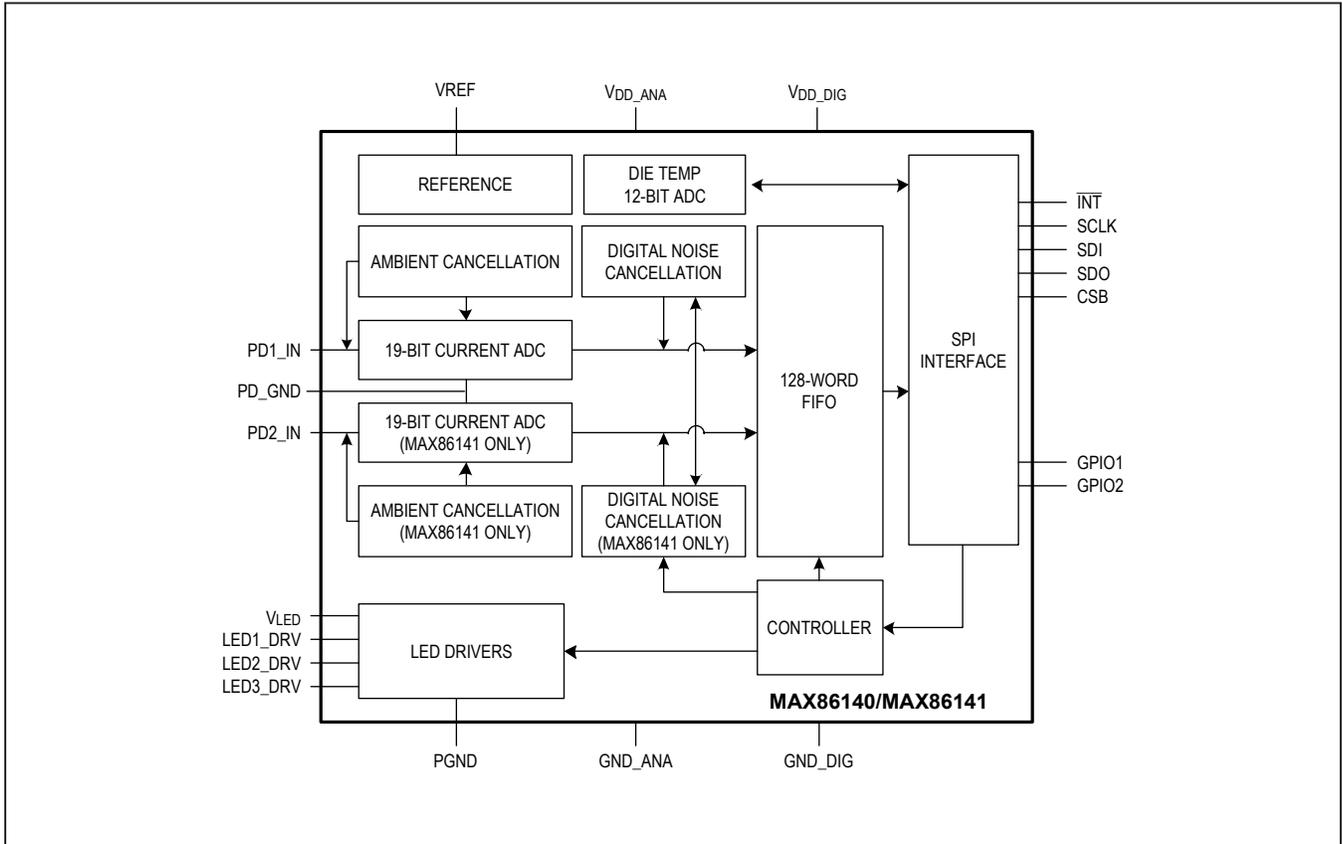 VREF
VDD_ANA
VDD_DIG
REFERENCE
DIE TEMP
12-BIT ADC
INT
SCLK
SDI
SDO
CSB
AMBIENT CANCELLATION
DIGITAL NOISE
CANCELLATION
PD1_IN
19-BIT CURRENT ADC
PD_GND
PD2_IN
19-BIT CURRENT ADC
(MAX86141 ONLY)
128-WORD
FIFO
SPI
INTERFACE
AMBIENT CANCELLATION
(MAX86141 ONLY)
DIGITAL NOISE
CANCELLATION
(MAX86141 ONLY)
GPIO1
GPIO2
VLED
LED1_DRV
LED2_DRV
LED3_DRV
LED DRIVERS
CONTROLLER
MAX86140/MAX86141
PGND
GND_ANA
GND_DIG